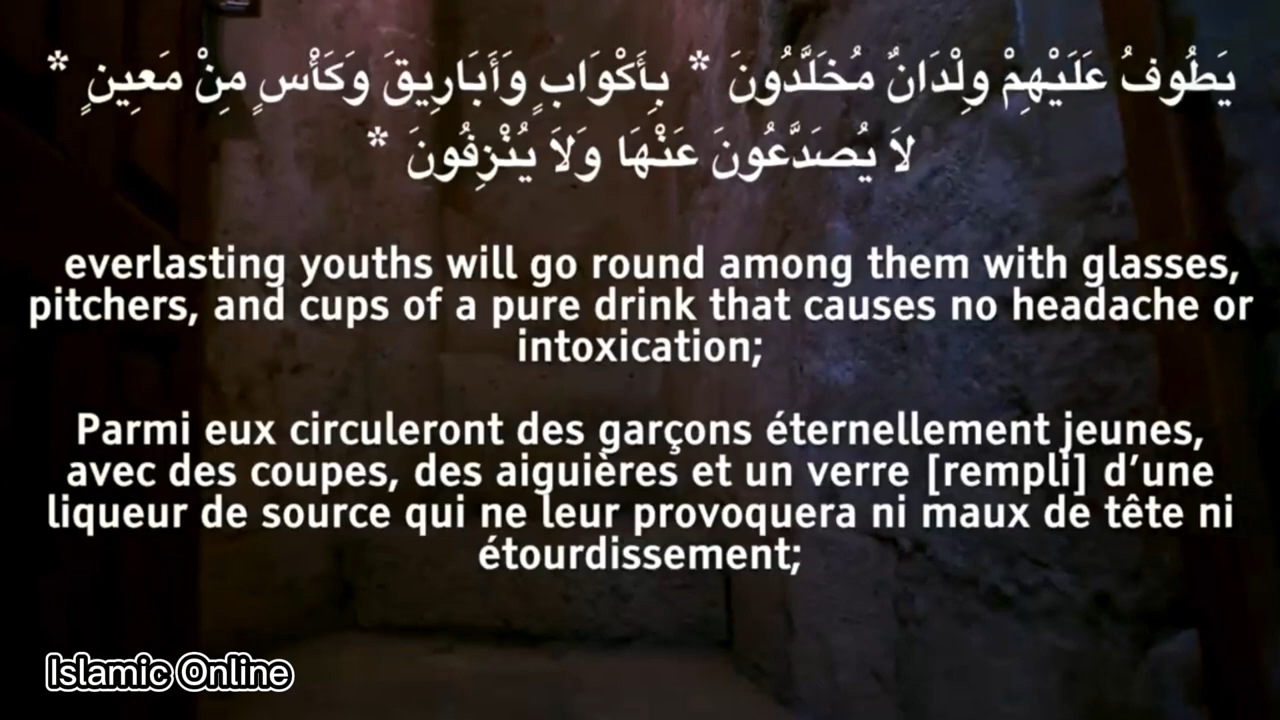 يَطُوفُ عَلَيْهِمْ وِلْدَانٌ مُخَلَّدُونَ * بِأَكْوَابٍ وَأَبَارِيقَ وَكَأْسٍ مِنْ مَعِينٍ *
لاَ يُصَدَّعُونَ عَنْهَا وَلاَ يُنْزِفُونَ *
everlasting youths will go round among them with glasses,
pitchers, and cups of a pure drink that causes no headache or
intoxication;
Parmi eux circuleront des garçons éternellement jeunes,
avec des coupes, des aiguières et un verre [rempli] d’une
liqueur de source qui ne leur provoquera ni maux de tête ni
étourdissement;
Islamic Online